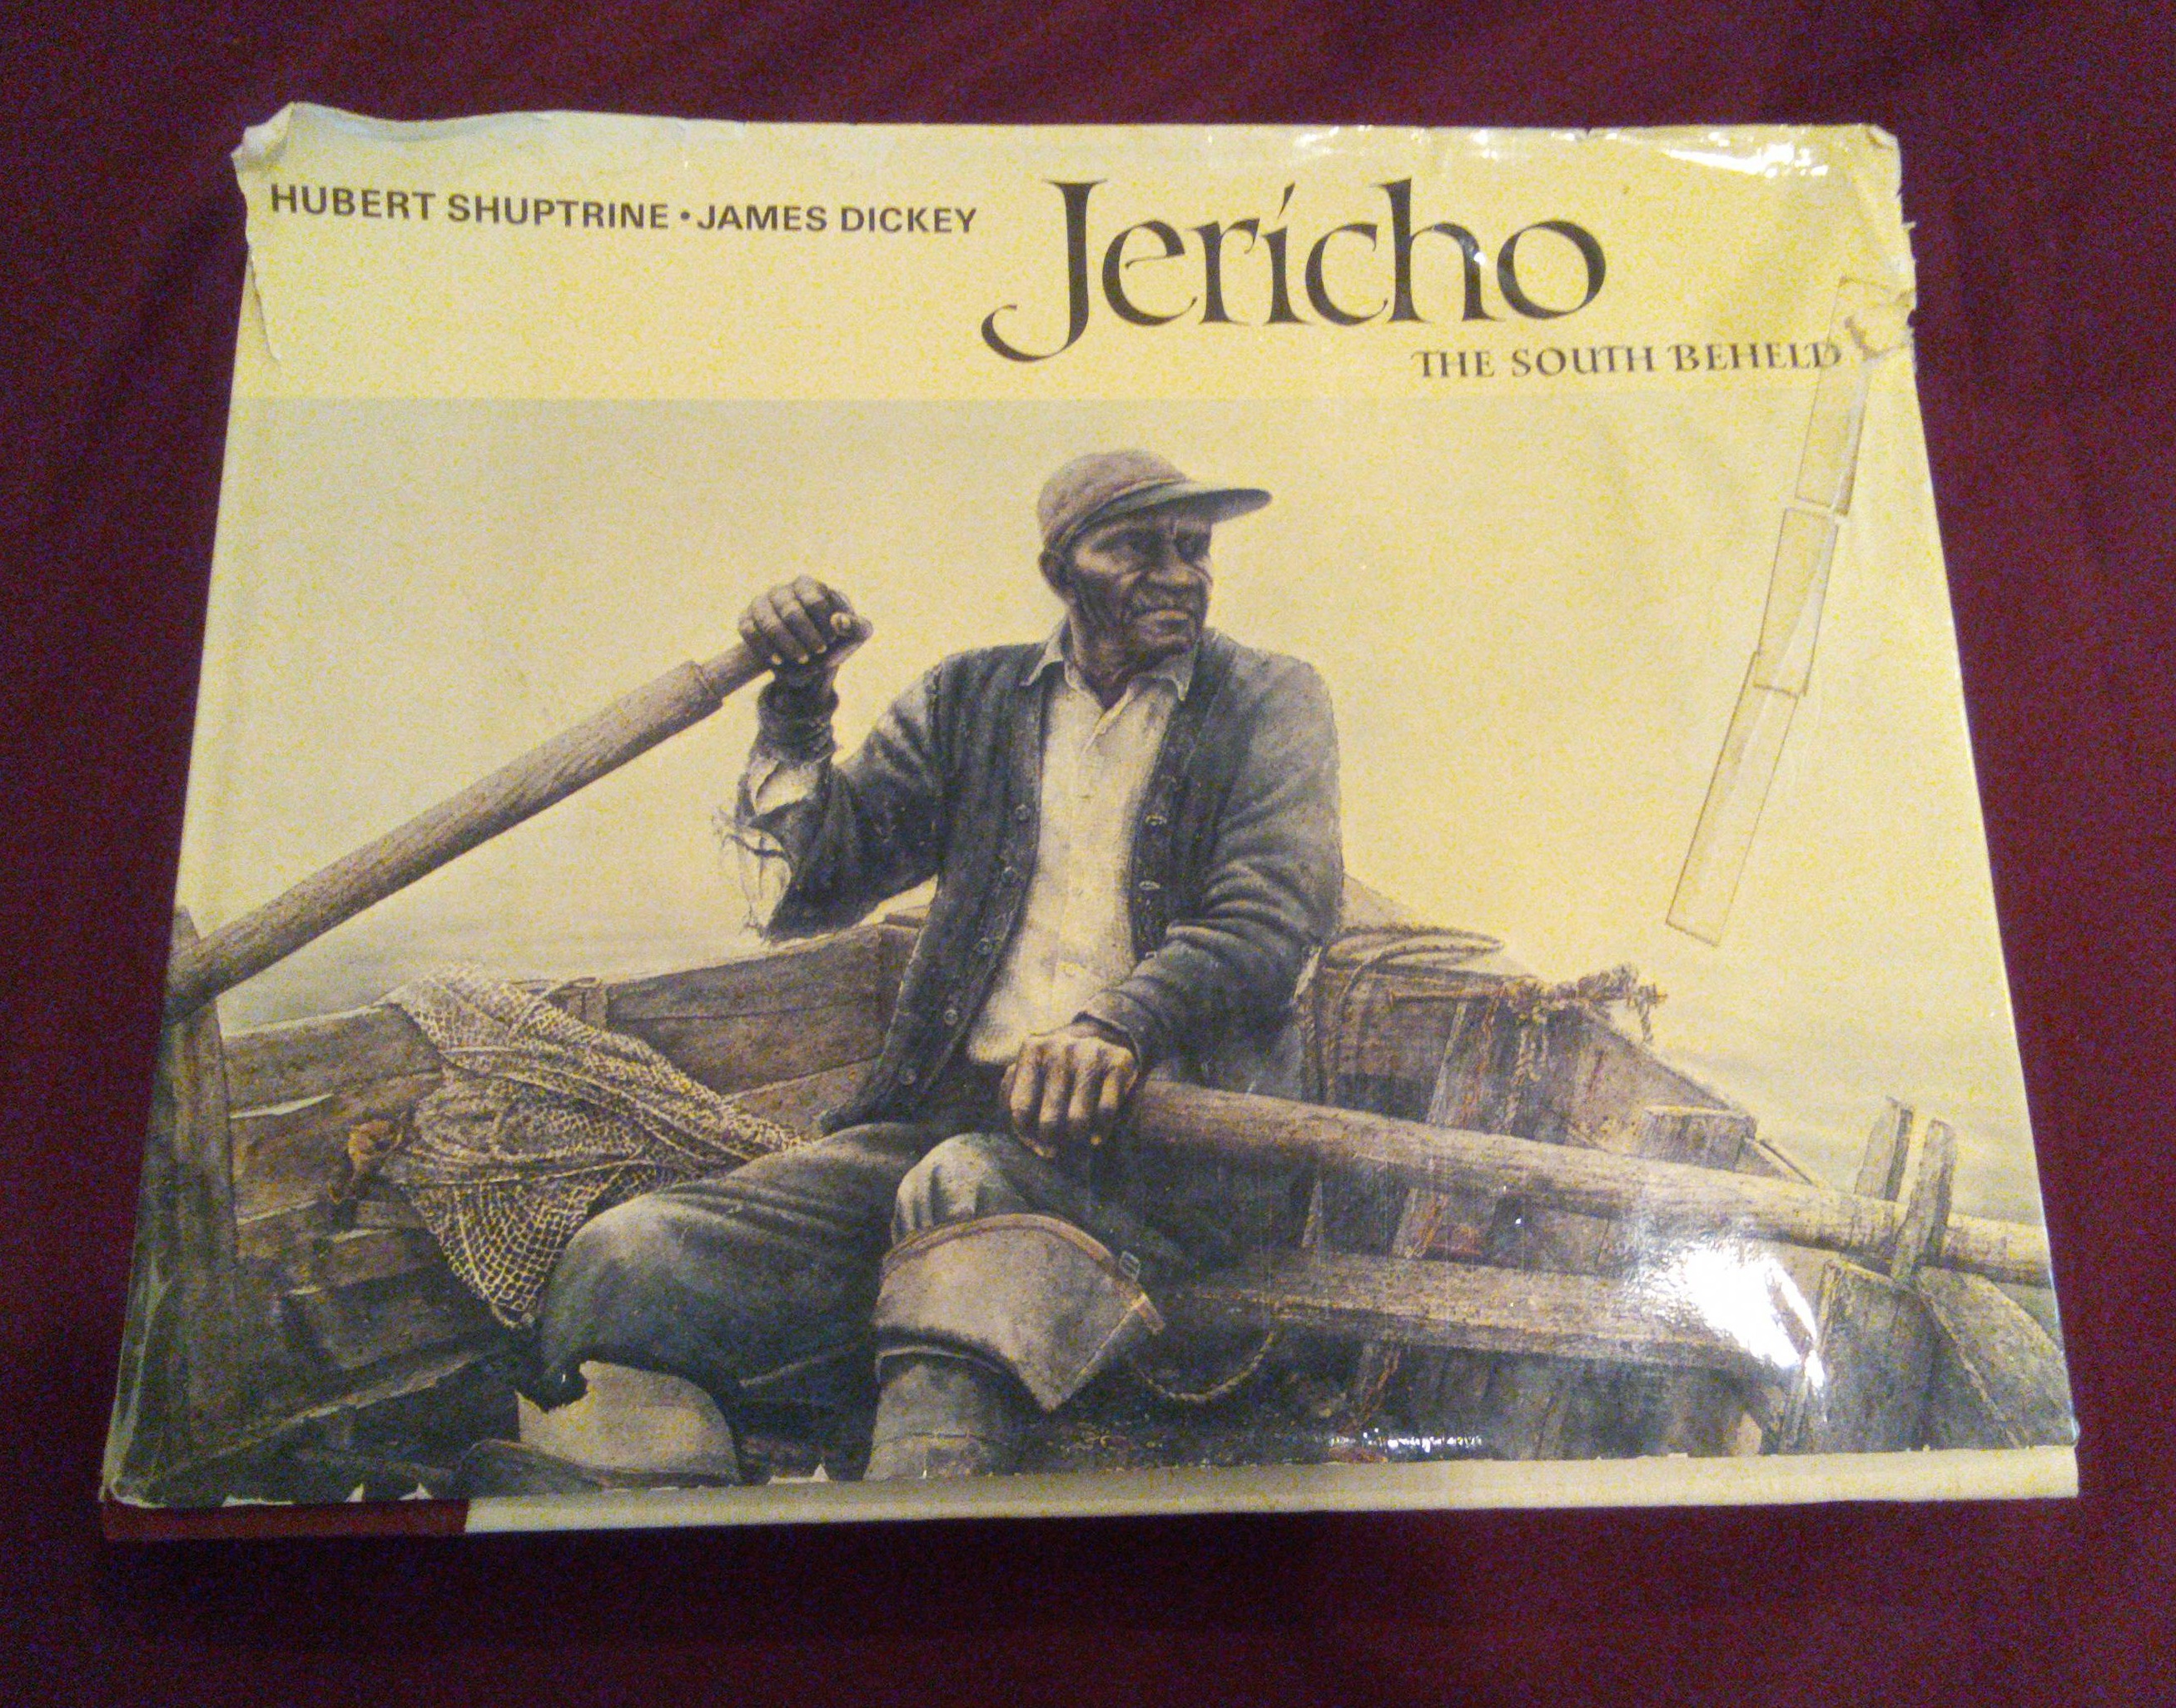 HUBERT SHUPTRINE • JAMES DICKEY
Jericho
THE SOUTH BEHELD